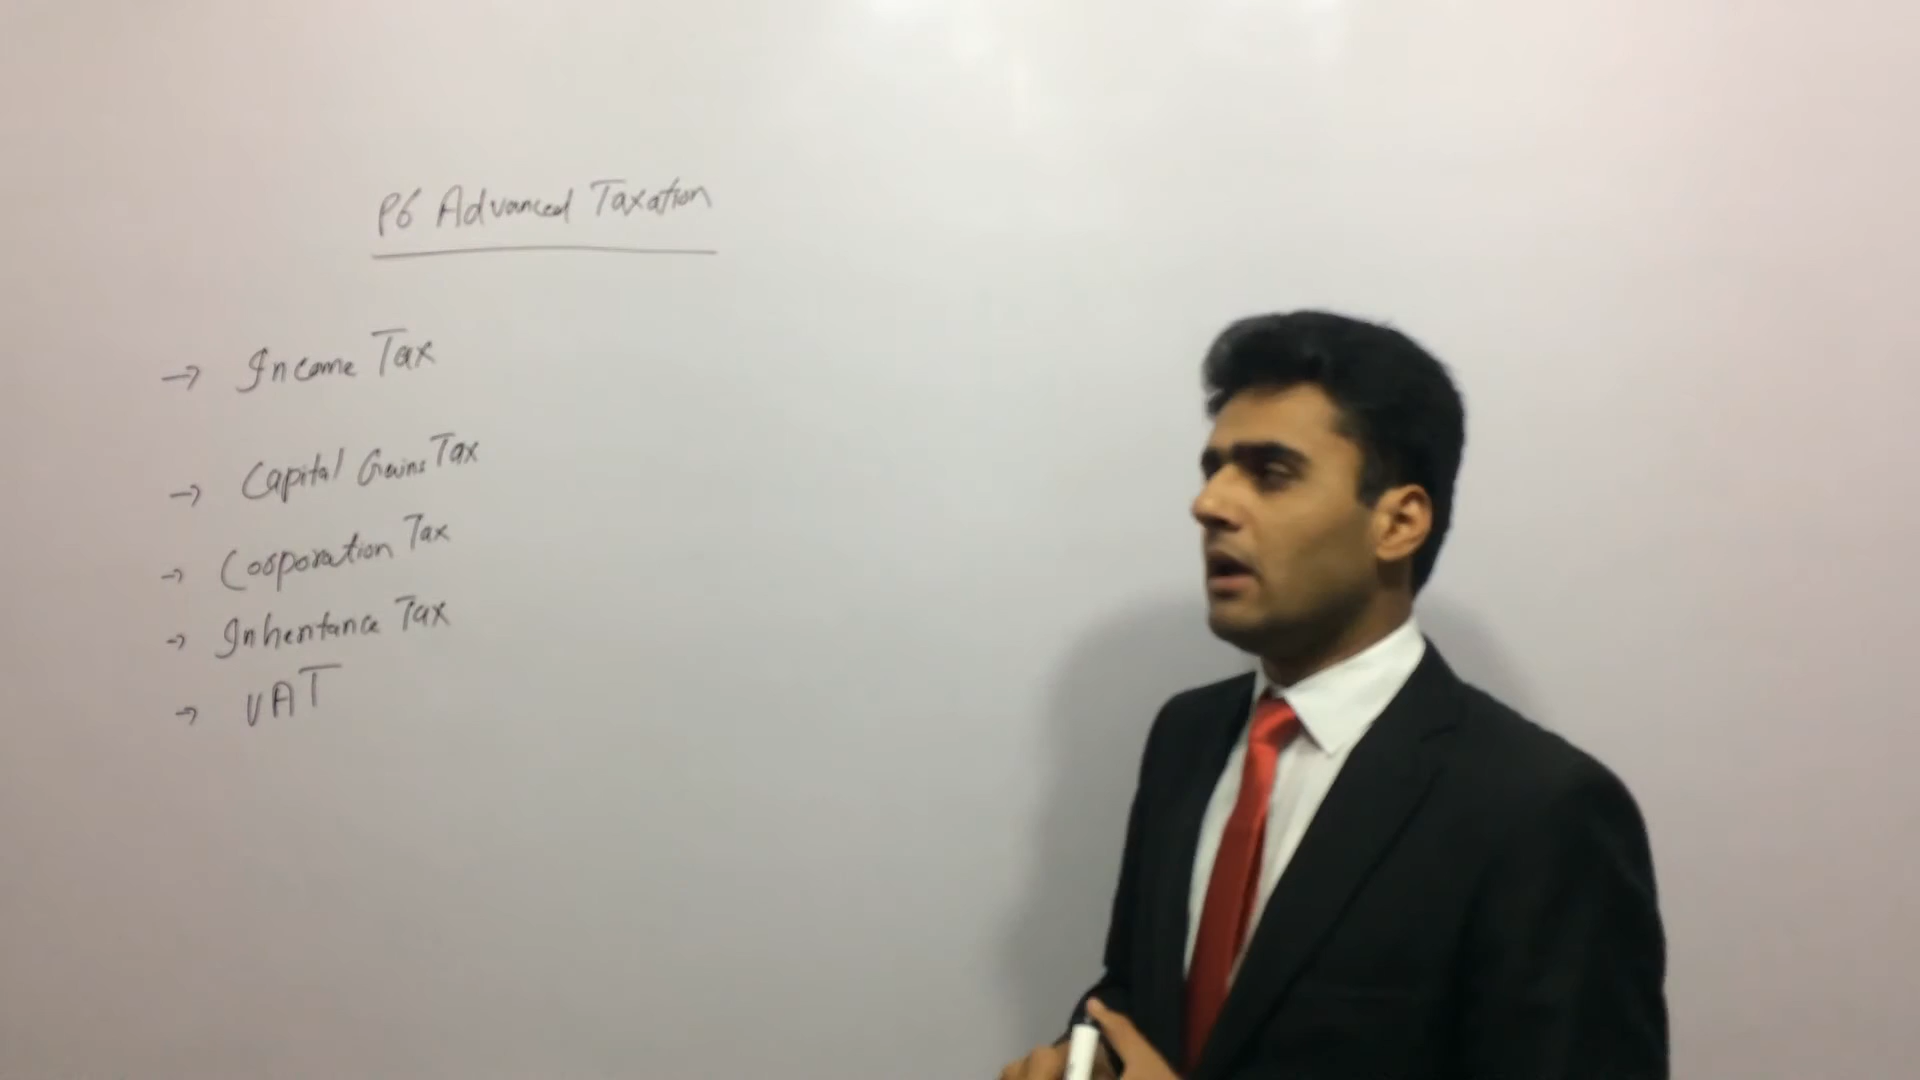 P6 Advanced Taxation
→ Income Tax
→ Capital Gains Tax
→ Corporation Tax
→ Inheritance Tax
→ VAT